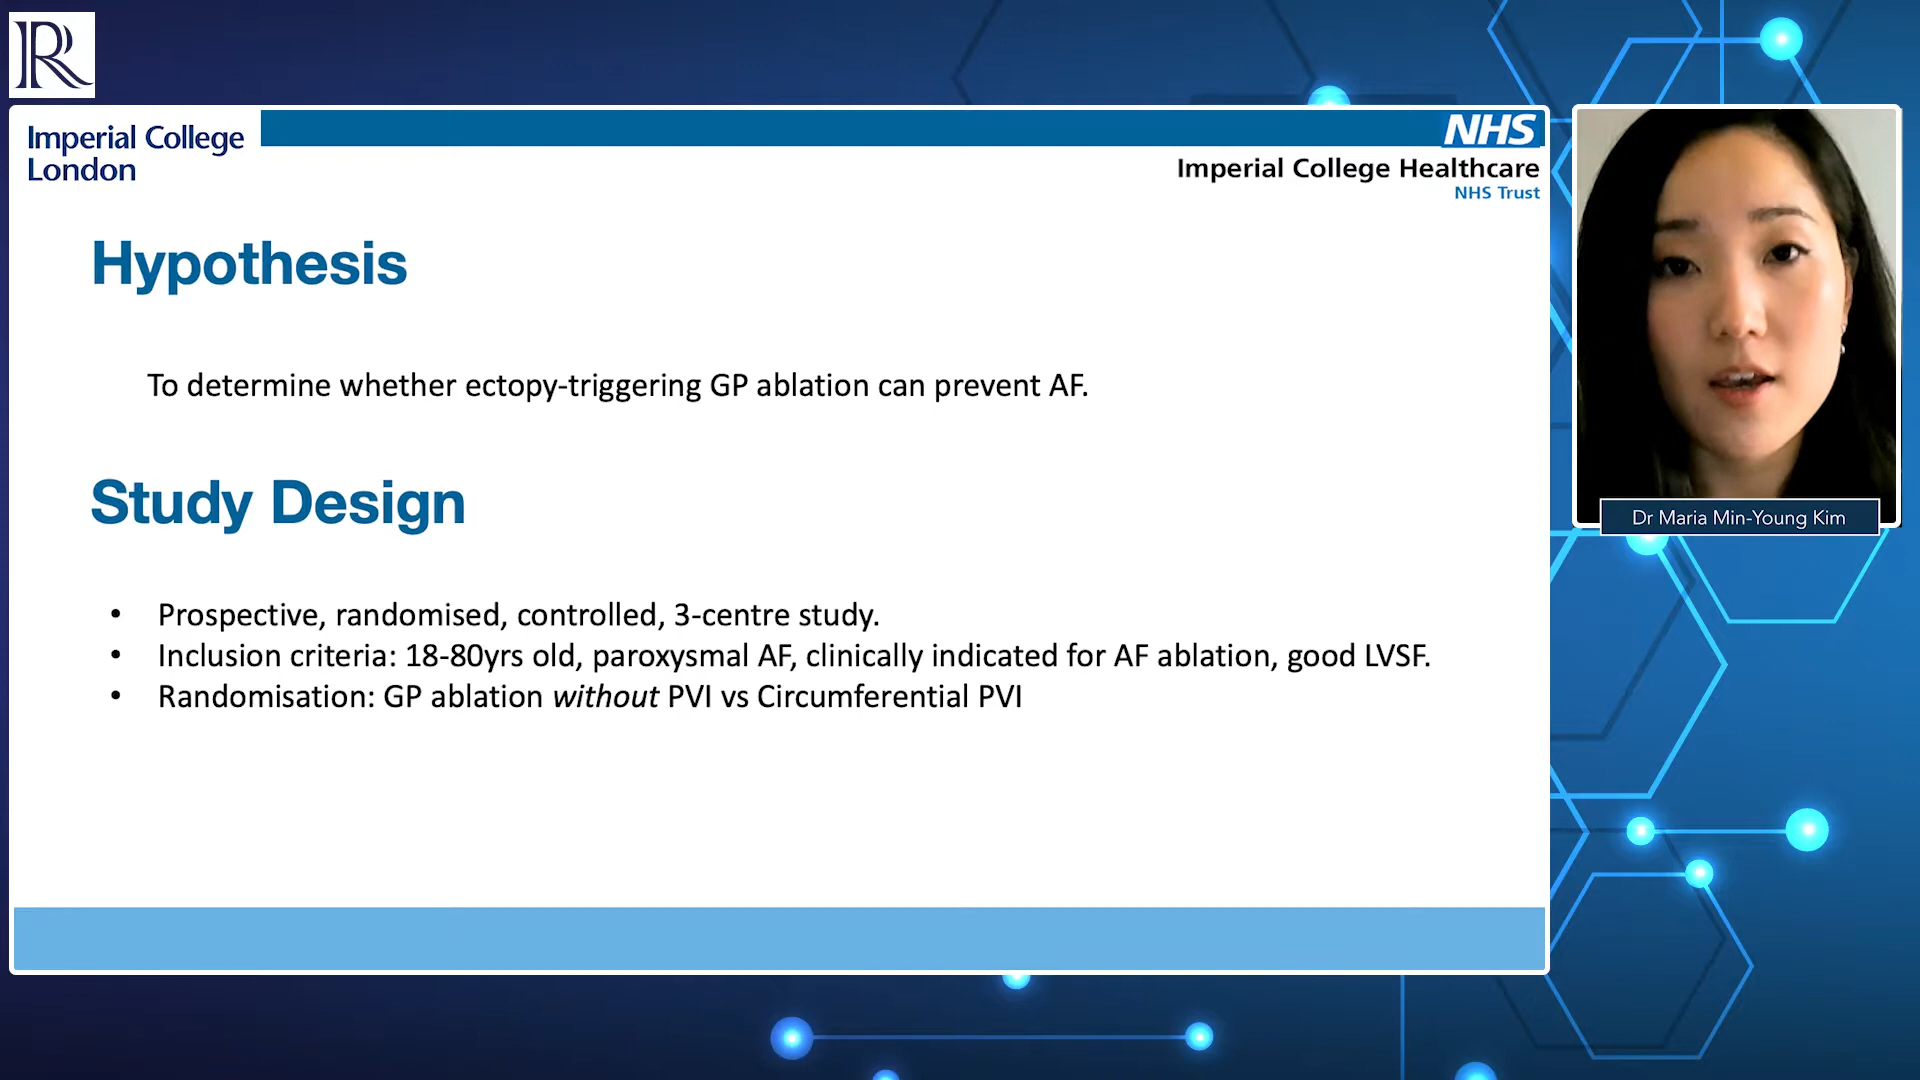 R
Imperial College
London
NHS
Imperial College Healthcare
NHS Trust
Hypothesis
To determine whether ectopy-triggering GP ablation can prevent AF.
Study Design
• Prospective, randomised, controlled, 3-centre study.
• Inclusion criteria: 18-80yrs old, paroxysmal AF, clinically indicated for AF ablation, good LVSF.
• Randomisation: GP ablation without PVI vs Circumferential PVI
Dr Maria Min-Young Kim